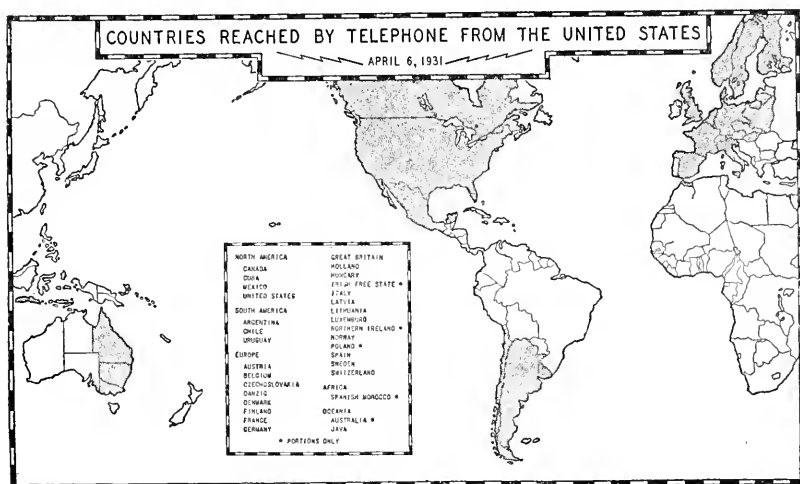 COUNTRIES REACHED BY TELEPHONE FROM THE UNITED STATES
APRIL 6, 1931
NORTH AMERICA
CANADA
CUBA
MEXICO
UNITED STATES
SOUTH AMERICA
ARGENTINA
CHILE
URUGUAY
EUROPE
AUSTRIA
BELGIUM
CZECHOSLOVAKIA
DANZIG
DENMARK
FINLAND
FRANCE
GERMANY
GREAT BRITAIN
HOLLAND
HUNGARY
IRISH FREE STATE *
ITALY
LATVIA
LITHUANIA
LUXEMBURG
NORTHERN IRELAND *
NORWAY
POLAND *
SPAIN
SWEDEN
SWITZERLAND
AFRICA
SPANISH MOROCCO *
OCEANIA
AUSTRALIA *
JAVA
* PORTIONS ONLY